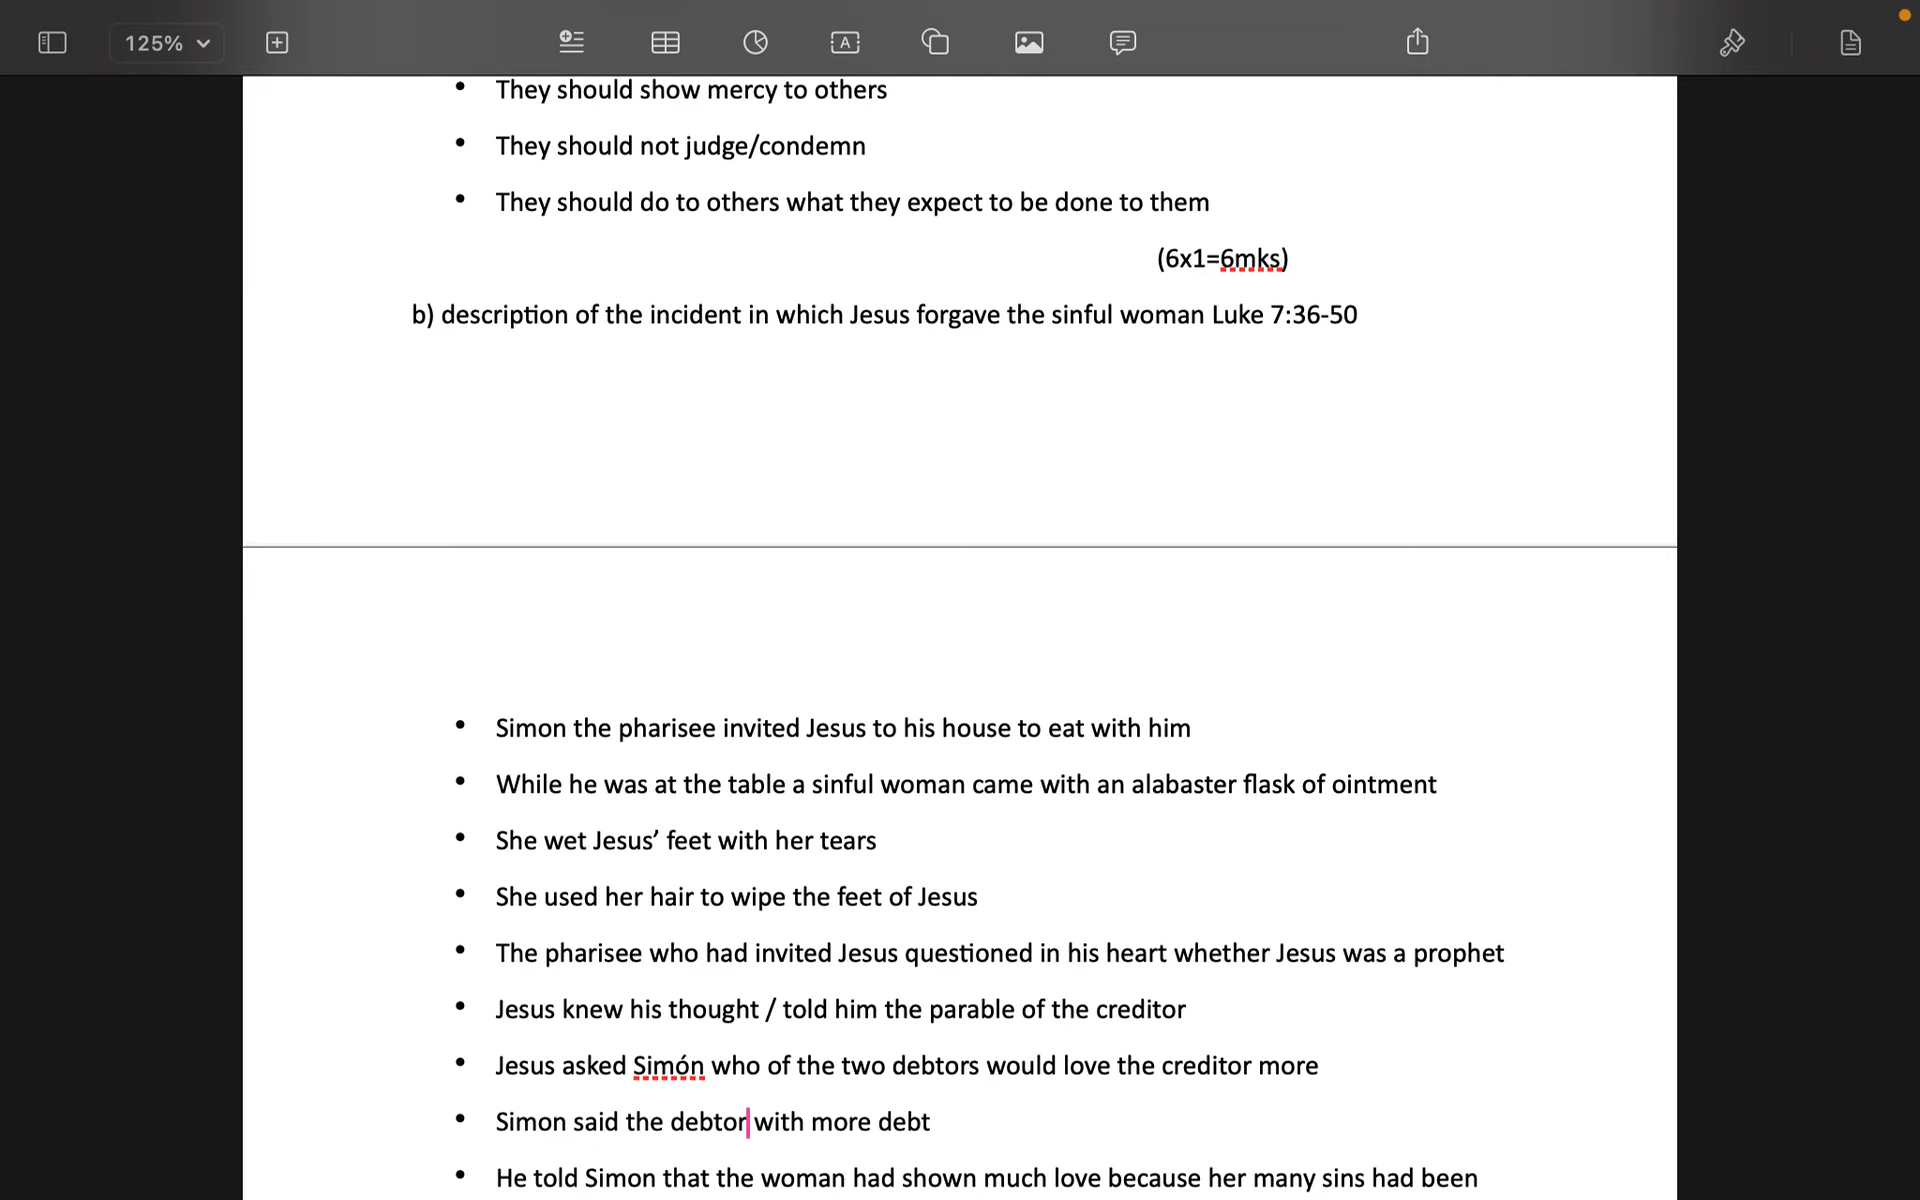 125%
They should show mercy to others
They should not judge/condemn
They should do to others what they expect to be done to them
(6x1=6mks)
b) description of the incident in which Jesus forgave the sinful woman Luke 7:36-50
Simon the pharisee invited Jesus to his house to eat with him
While he was at the table a sinful woman came with an alabaster flask of ointment
She wet Jesus’ feet with her tears
She used her hair to wipe the feet of Jesus
The pharisee who had invited Jesus questioned in his heart whether Jesus was a prophet
Jesus knew his thought / told him the parable of the creditor
Jesus asked Simón who of the two debtors would love the creditor more
Simon said the debtor with more debt
He told Simon that the woman had shown much love because her many sins had been